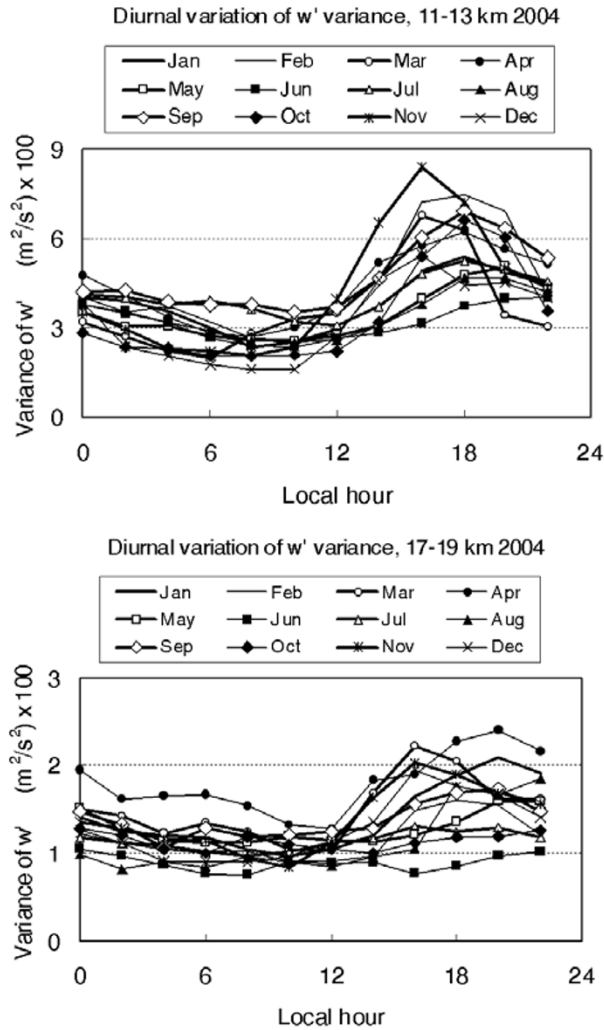 Diurnal variation of w' variance, 11-13 km 2004
Jan Feb Mar Apr
May Jun Jul Aug
Sep Oct Nov Dec
Variance of w' (m²/s²) x 100
9
6
3
0
0 6 12 18 24
Local hour
Diurnal variation of w' variance, 17-19 km 2004
Jan Feb Mar Apr
May Jun Jul Aug
Sep Oct Nov Dec
Variance of w' (m²/s²) x 100
3
2
1
0
0 6 12 18 24
Local hour